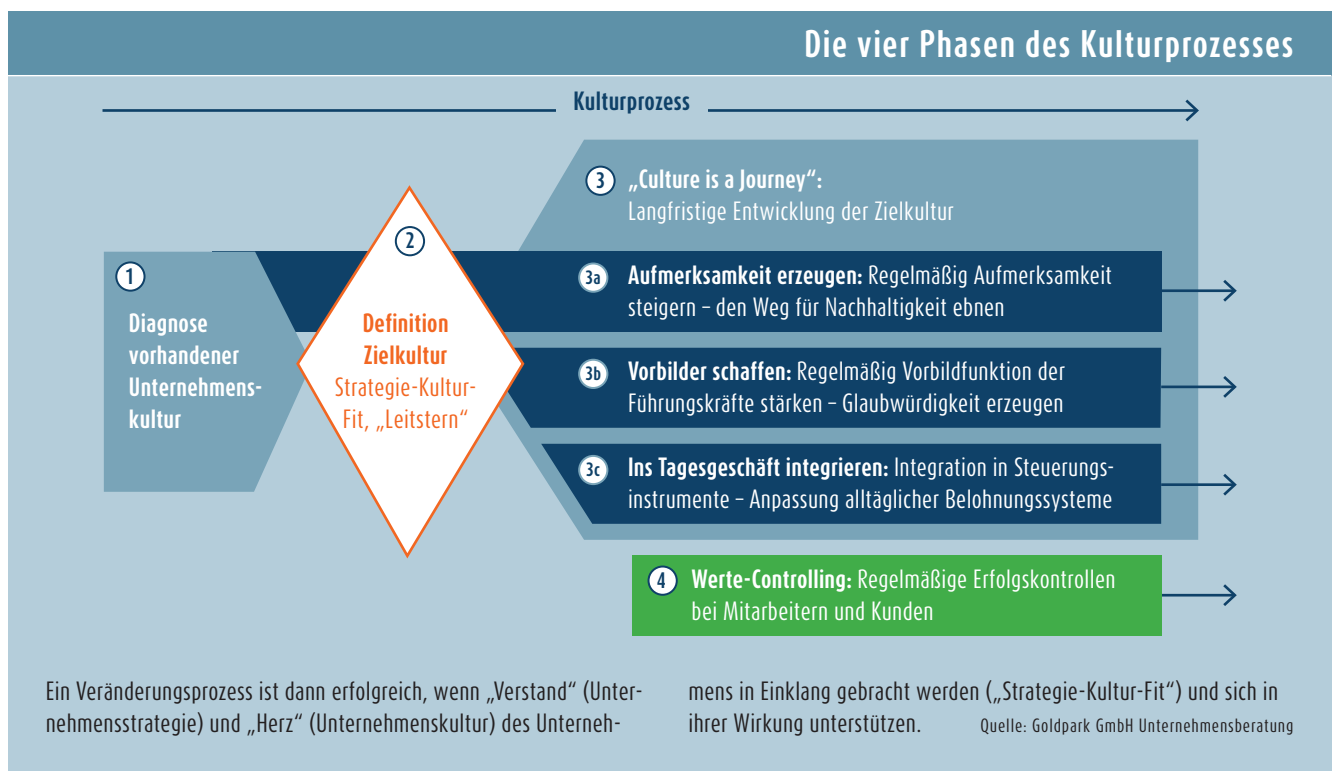 Die vier Phasen des Kulturprozesses
Kulturprozess
1
Diagnose
vorhandener
Unternehmens-
kultur
2
Definition
Zielkultur
Strategie-Kultur-
Fit, „Leitstern“
3 „Culture is a Journey“:
Langfristige Entwicklung der Zielkultur
3a Aufmerksamkeit erzeugen: Regelmäßig Aufmerksamkeit
steigern – den Weg für Nachhaltigkeit ebnen
3b Vorbilder schaffen: Regelmäßig Vorbildfunktion der
Führungskräfte stärken – Glaubwürdigkeit erzeugen
3c Ins Tagesgeschäft integrieren: Integration in Steuerungs-
instrumente – Anpassung alltäglicher Belohnungssysteme
4 Werte-Controlling: Regelmäßige Erfolgskontrollen
bei Mitarbeitern und Kunden
Ein Veränderungsprozess ist dann erfolgreich, wenn „Verstand“ (Unter-
nehmensstrategie) und „Herz“ (Unternehmenskultur) des Unterneh-
mens in Einklang gebracht werden („Strategie-Kultur-Fit“) und sich in
ihrer Wirkung unterstützen.
Quelle: Goldpark GmbH Unternehmensberatung